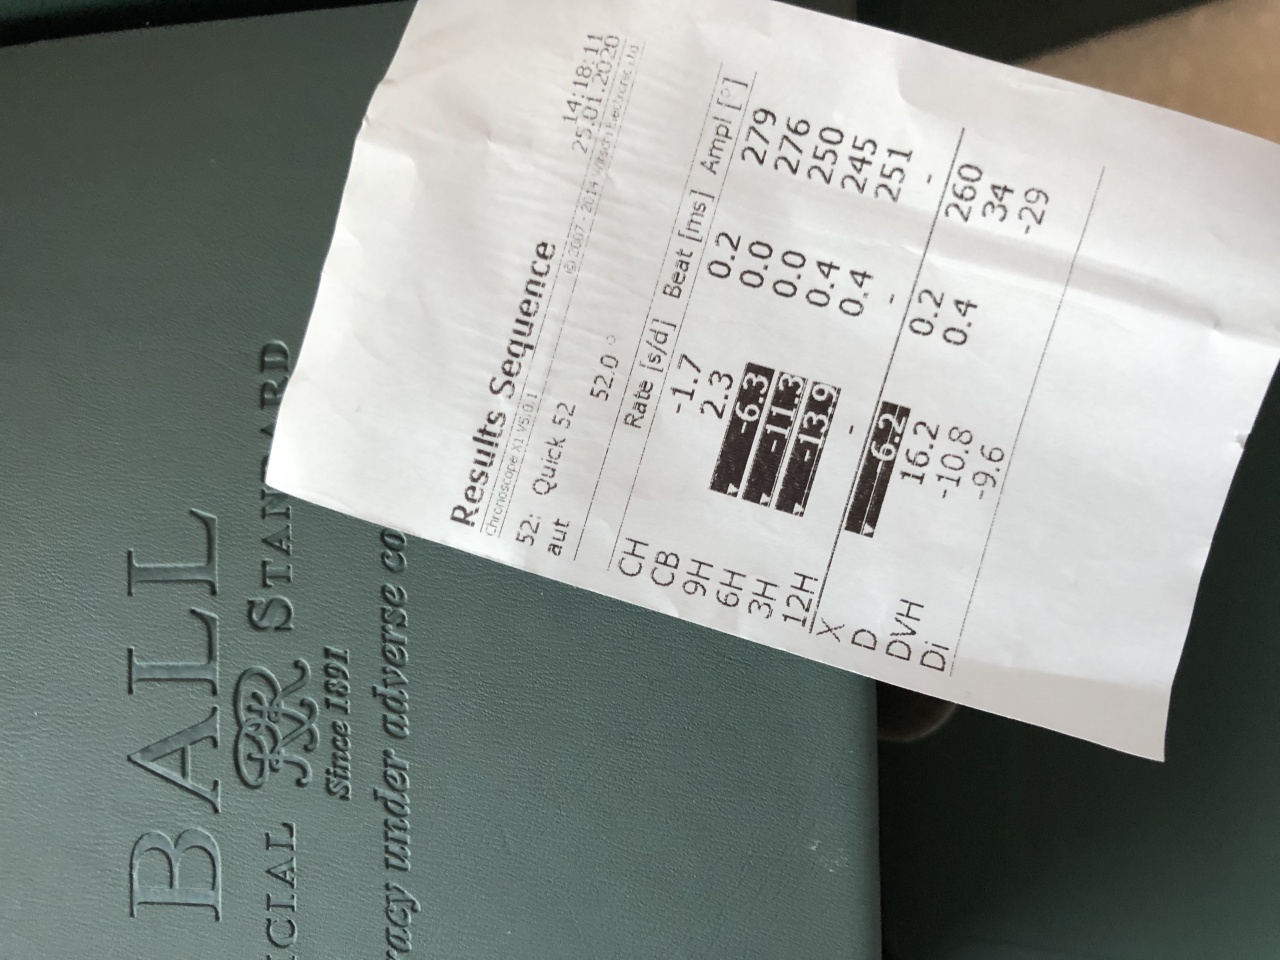 Results Sequence
Chronoscope X1 V5.0.1 © 2007 - 2014 Witschi Electronic Ltd.
14:18:11
52: Quick 52 25.01.2020
aut 52.0 °
Rate [s/d] Beat [ms] Ampl [°]
CH -1.7 0.2 279
CB 2.3 0.0 276
9H -6.3 0.0 250
6H -11.3 0.4 245
3H -13.9 0.4 251
12H - - -
X -6.2 0.2 260
D 16.2 0.4 34
DVH -10.8 -29
Di -9.6
BALL
ICIAL RR STANDARD
Since 1891
racy under adverse co